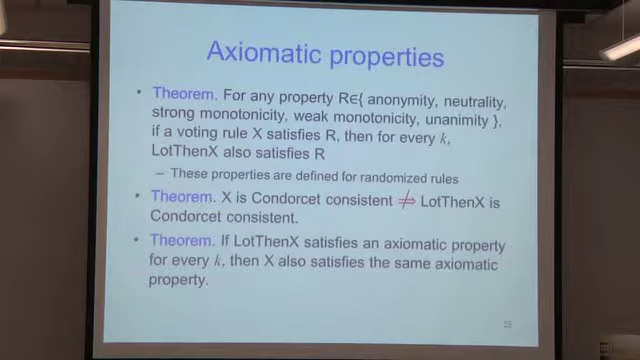 Axiomatic properties
• Theorem. For any property R∈{ anonymity, neutrality,
strong monotonicity, weak monotonicity, unanimity },
if a voting rule X satisfies R, then for every k,
LotThenX also satisfies R
– These properties are defined for randomized rules
• Theorem. X is Condorcet consistent ⇏ LotThenX is
Condorcet consistent.
• Theorem. If LotThenX satisfies an axiomatic property
for every k, then X also satisfies the same axiomatic
property.